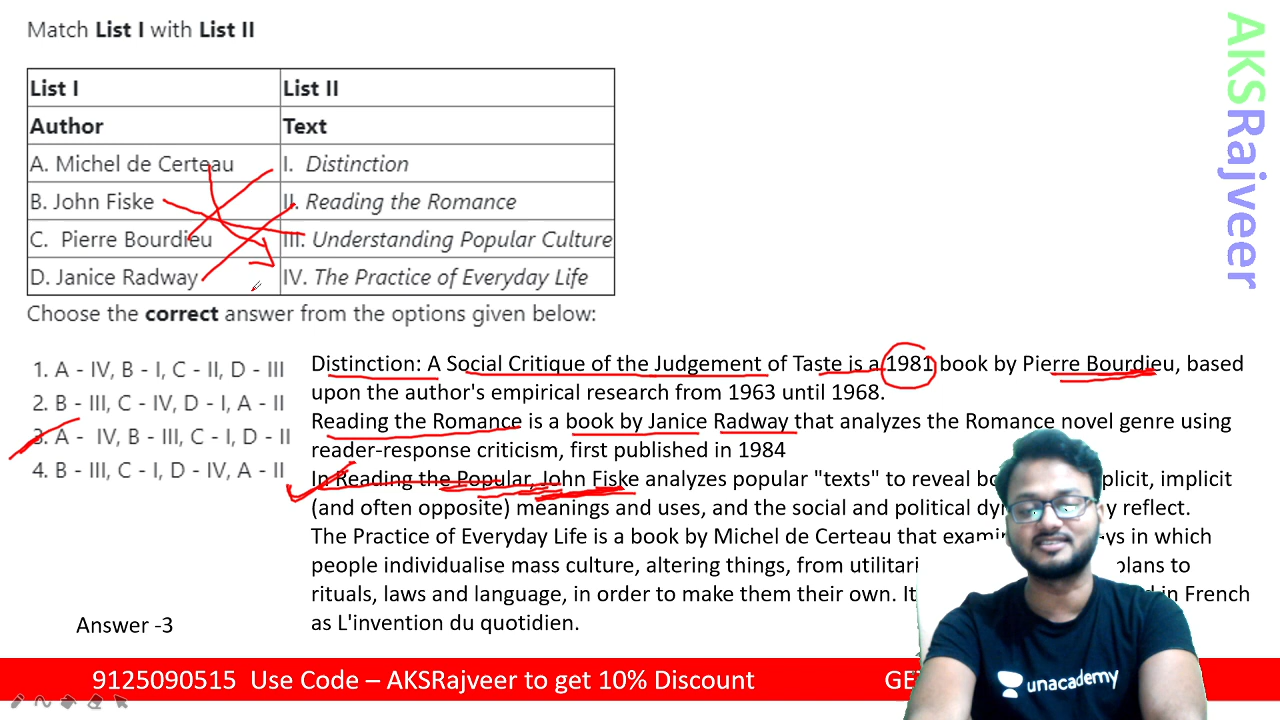 Match List I with List II
List I List II
Author Text
A. Michel de Certeau I. Distinction
B. John Fiske II. Reading the Romance
C. Pierre Bourdieu III. Understanding Popular Culture
D. Janice Radway IV. The Practice of Everyday Life
Choose the correct answer from the options given below:
1. A - IV, B - I, C - II, D - III
2. B - III, C - IV, D - I, A - II
3. A - IV, B - III, C - I, D - II
4. B - III, C - I, D - IV, A - II
Distinction: A Social Critique of the Judgement of Taste is a 1981 book by Pierre Bourdieu, based
upon the author's empirical research from 1963 until 1968.
Reading the Romance is a book by Janice Radway that analyzes the Romance novel genre using
reader-response criticism, first published in 1984
In Reading the Popular, John Fiske analyzes popular "texts" to reveal implicit
(and often opposite) meanings and uses, and the social and political reflect.
The Practice of Everyday Life is a book by Michel de Certeau that in which
people individualise mass culture, altering things, from plans to
rituals, laws and language, in order to make them their own. It in French
as L'invention du quotidien.
Answer -3
9125090515 Use Code – AKSRajveer to get 10% Discount
AKSRajveer
unacademy